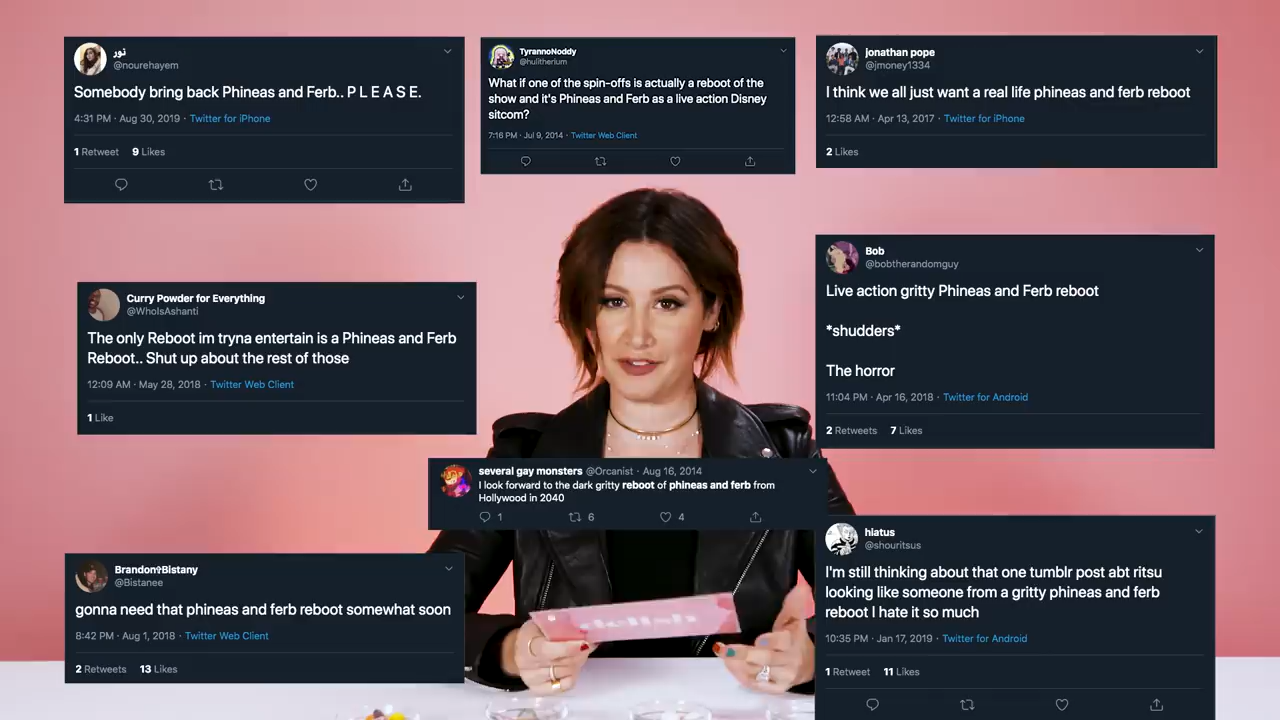 نور
@nourehayem
Somebody bring back Phineas and Ferb.. P L E A S E.
4:31 PM · Aug 30, 2019 · Twitter for iPhone
1 Retweet 9 Likes
TyrannoNoddy
@hulitherium
What if one of the spin-offs is actually a reboot of the
show and it's Phineas and Ferb as a live action Disney
sitcom?
7:16 PM · Jul 9, 2014 · Twitter Web Client
jonathan pope
@jmoney1334
I think we all just want a real life phineas and ferb reboot
12:58 AM · Apr 13, 2017 · Twitter for iPhone
2 Likes
Curry Powder for Everything
@WhoIsAshanti
The only Reboot im tryna entertain is a Phineas and Ferb
Reboot.. Shut up about the rest of those
12:09 AM · May 28, 2018 · Twitter Web Client
1 Like
Bob
@bobtherandomguy
Live action gritty Phineas and Ferb reboot
*shudders*
The horror
11:04 PM · Apr 16, 2018 · Twitter for Android
2 Retweets 7 Likes
several gay monsters @Orcanist · Aug 16, 2014
I look forward to the dark gritty reboot of phineas and ferb from
Hollywood in 2040
1 6 4
Brandon?Bistany
@Bistanee
gonna need that phineas and ferb reboot somewhat soon
8:42 PM · Aug 1, 2018 · Twitter Web Client
2 Retweets 13 Likes
hiatus
@shouritsus
I'm still thinking about that one tumblr post abt ritsu
looking like someone from a gritty phineas and ferb
reboot I hate it so much
10:35 PM · Jan 17, 2019 · Twitter for Android
1 Retweet 11 Likes